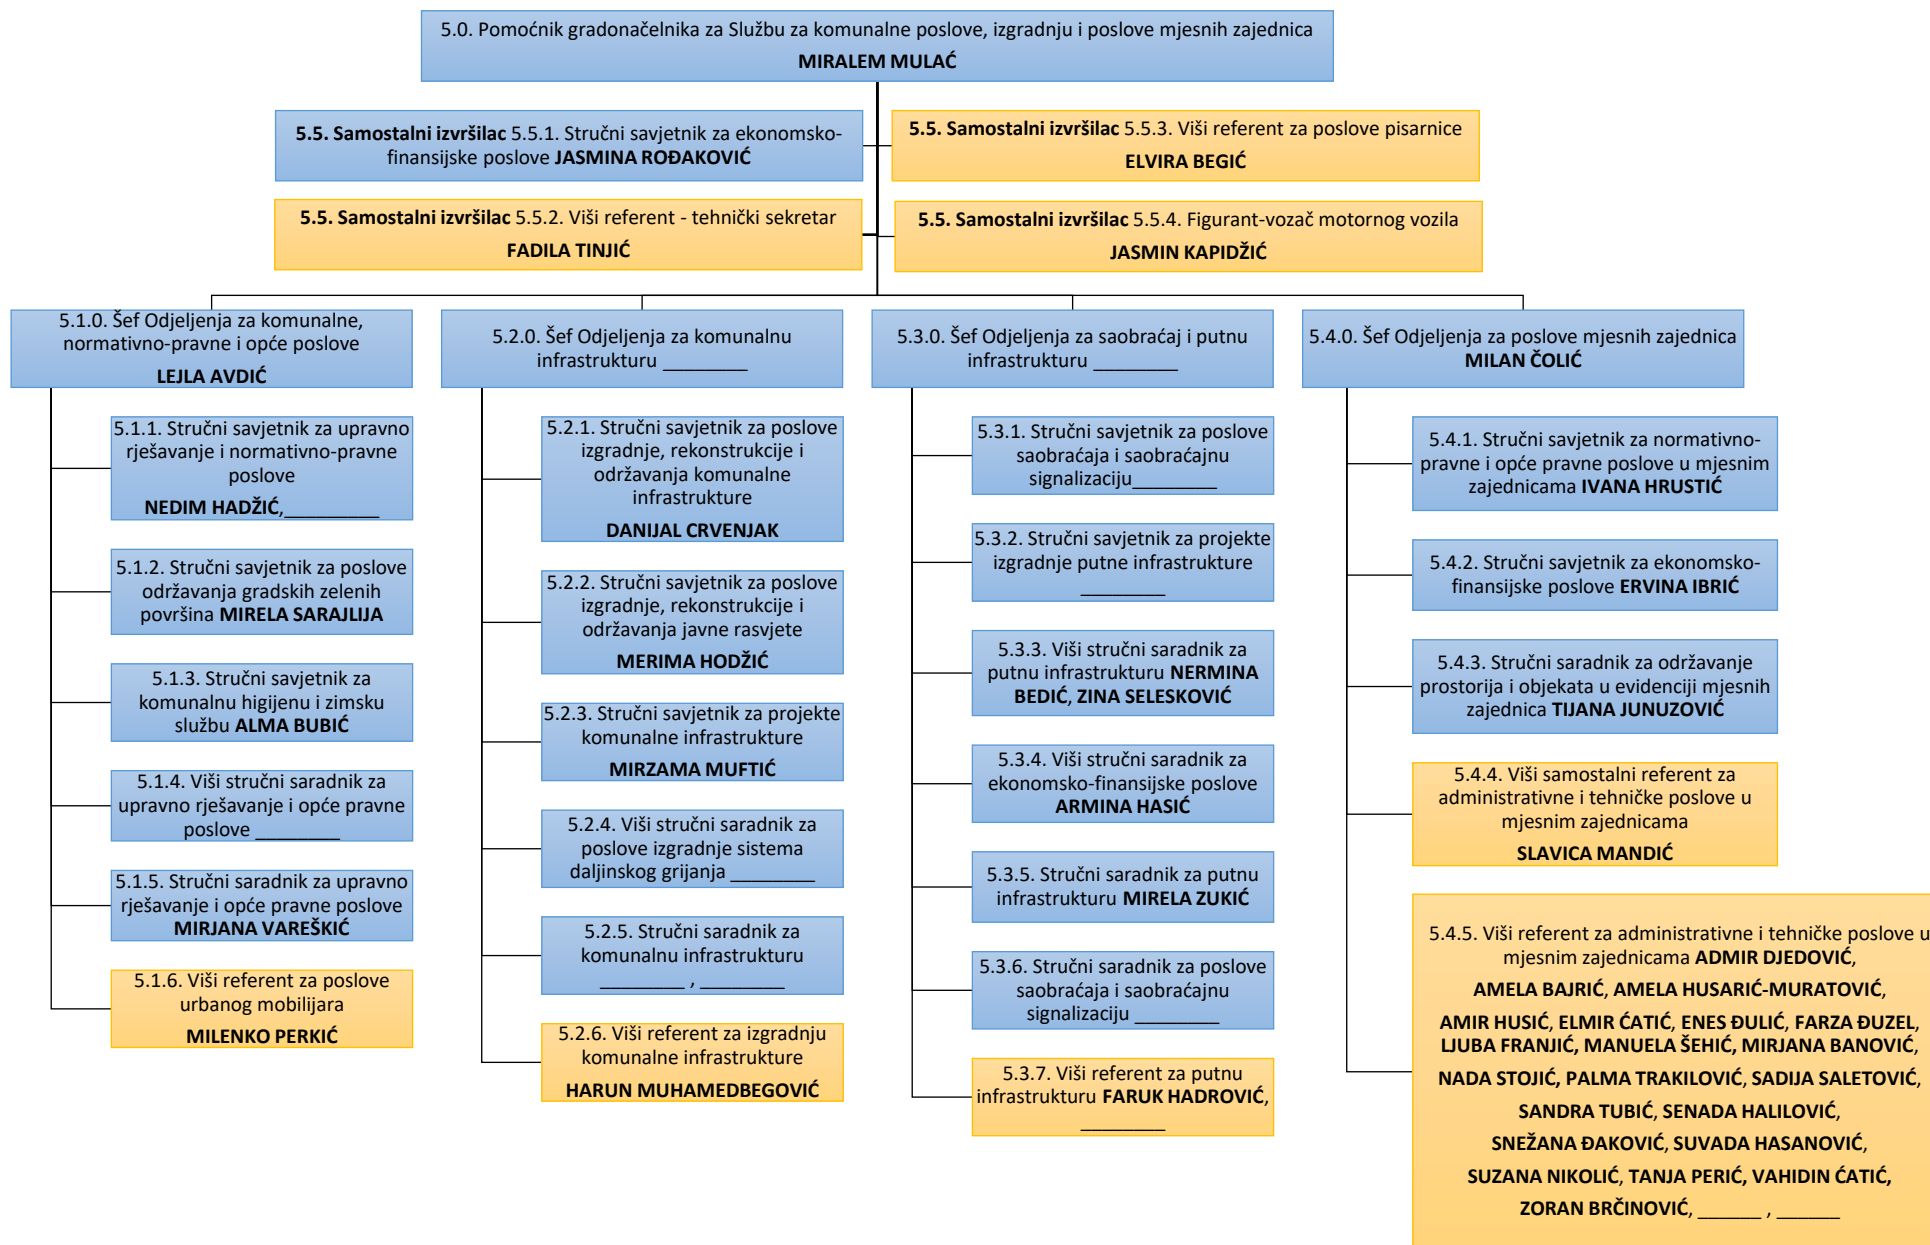 5.0. Pomoćnik gradonačelnika za Službu za komunalne poslove, izgradnju i poslove mjesnih zajednica
MIRALEM MULAĆ
5.5. Samostalni izvršilac 5.5.1. Stručni savjetnik za ekonomsko-
finansijske poslove JASMINA ROĐAKOVIĆ
5.5. Samostalni izvršilac 5.5.3. Viši referent za poslove pisarnice
ELVIRA BEGIĆ
5.5. Samostalni izvršilac 5.5.2. Viši referent - tehnički sekretar
FADILA TINJIĆ
5.5. Samostalni izvršilac 5.5.4. Figurant-vozač motornog vozila
JASMIN KAPIDŽIĆ
5.1.0. Šef Odjeljenja za komunalne,
normativno-pravne i opće poslove
LEJLA AVDIĆ
5.1.1. Stručni savjetnik za upravno
rješavanje i normativno-pravne
poslove
NEDIM HADŽIĆ,_________
5.1.2. Stručni savjetnik za poslove
održavanja gradskih zelenih
površina MIRELA SARAJLIJA
5.1.3. Stručni savjetnik za
komunalnu higijenu i zimsku
službu ALMA BUBIĆ
5.1.4. Viši stručni saradnik za
upravno rješavanje i opće pravne
poslove ________
5.1.5. Stručni saradnik za upravno
rješavanje i opće pravne poslove
MIRJANA VAREŠKIĆ
5.1.6. Viši referent za poslove
urbanog mobilijara
MILENKO PERKIĆ
5.2.0. Šef Odjeljenja za komunalnu
infrastrukturu ________
5.2.1. Stručni savjetnik za poslove
izgradnje, rekonstrukcije i
održavanja komunalne
infrastrukture
DANIJAL CRVENJAK
5.2.2. Stručni savjetnik za poslove
izgradnje, rekonstrukcije i
održavanja javne rasvjete
MERIMA HODŽIĆ
5.2.3. Stručni savjetnik za projekte
komunalne infrastrukture
MIRZAMA MUFTIĆ
5.2.4. Viši stručni saradnik za
poslove izgradnje sistema
daljinskog grijanja ________
5.2.5. Stručni saradnik za
komunalnu infrastrukturu
________ , ________
5.2.6. Viši referent za izgradnju
komunalne infrastrukture
HARUN MUHAMEDBEGOVIĆ
5.3.0. Šef Odjeljenja za saobraćaj i putnu
infrastrukturu ________
5.3.1. Stručni savjetnik za poslove
saobraćaja i saobraćajnu
signalizaciju________
5.3.2. Stručni savjetnik za projekte
izgradnje putne infrastrukture
________
5.3.3. Viši stručni saradnik za
putnu infrastrukturu NERMINA
BEDIĆ, ZINA SELESKOVIĆ
5.3.4. Viši stručni saradnik za
ekonomsko-finansijske poslove
ARMINA HASIĆ
5.3.5. Stručni saradnik za putnu
infrastrukturu MIRELA ZUKIĆ
5.3.6. Stručni saradnik za poslove
saobraćaja i saobraćajnu
signalizaciju ________
5.3.7. Viši referent za putnu
infrastrukturu FARUK HADROVIĆ,
________
5.4.0. Šef Odjeljenja za poslove mjesnih zajednica
MILAN ČOLIĆ
5.4.1. Stručni savjetnik za normativno-
pravne i opće pravne poslove u mjesnim
zajednicama IVANA HRUSTIĆ
5.4.2. Stručni savjetnik za ekonomsko-
finansijske poslove ERVINA IBRIĆ
5.4.3. Stručni saradnik za održavanje
prostorija i objekata u evidenciji mjesnih
zajednica TIJANA JUNUZOVIĆ
5.4.4. Viši samostalni referent za
administrativne i tehničke poslove u
mjesnim zajednicama
SLAVICA MANDIĆ
5.4.5. Viši referent za administrativne i tehničke poslove u
mjesnim zajednicama ADMIR DJEDOVIĆ,
AMELA BAJRIĆ, AMELA HUSARIĆ-MURATOVIĆ,
AMIR HUSIĆ, ELMIR ĆATIĆ, ENES ĐULIĆ, FARZA ĐUZEL,
LJUBA FRANJIĆ, MANUELA ŠEHIĆ, MIRJANA BANOVIĆ,
NADA STOJIĆ, PALMA TRAKILOVIĆ, SADIJA SALETOVIĆ,
SANDRA TUBIĆ, SENADA HALILOVIĆ,
SNEŽANA ĐAKOVIĆ, SUVADA HASANOVIĆ,
SUZANA NIKOLIĆ, TANJA PERIĆ, VAHIDIN ĆATIĆ,
ZORAN BRČINOVIĆ, ______ , ______